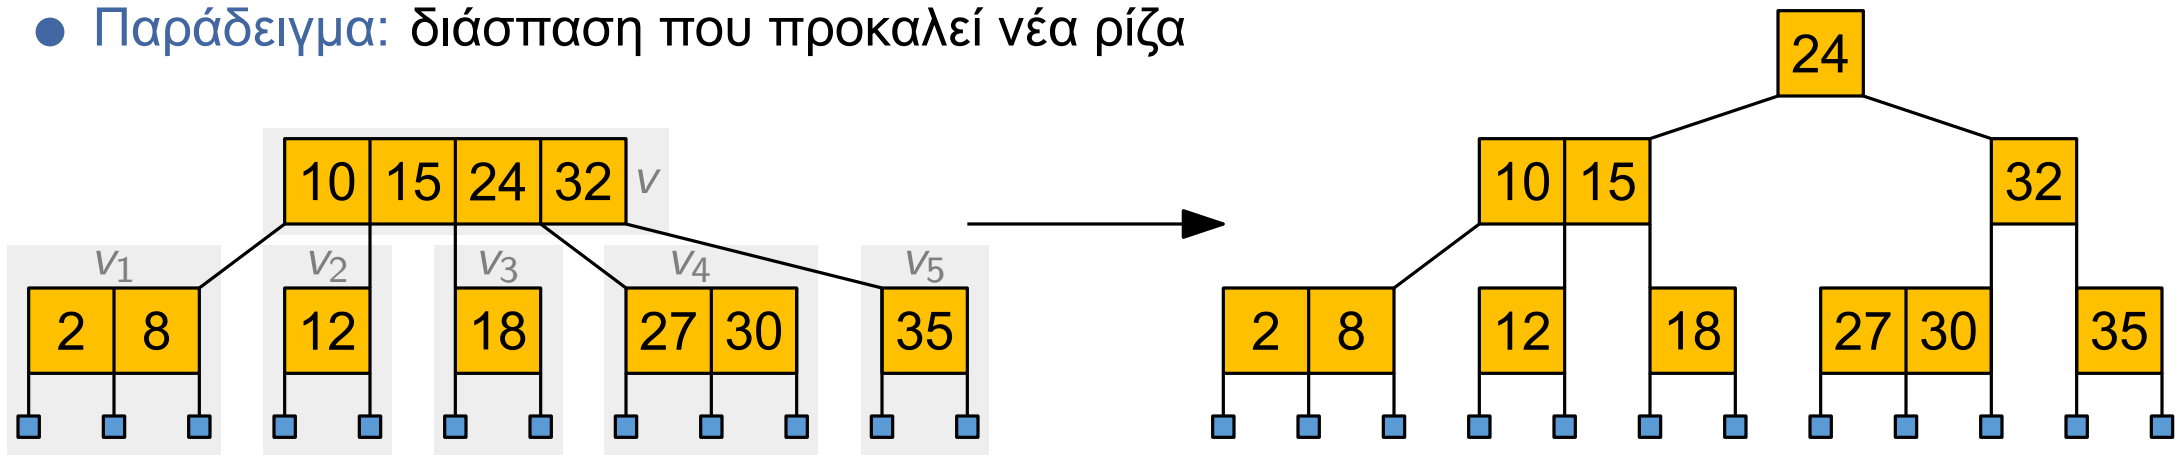 ● Παράδειγμα: διάσπαση που προκαλεί νέα ρίζα
24
10 15 24 32 v
10 15
32
v1 v2 v3 v4 v5
2 8 12 18 27 30 35
2 8 12 18 27 30 35